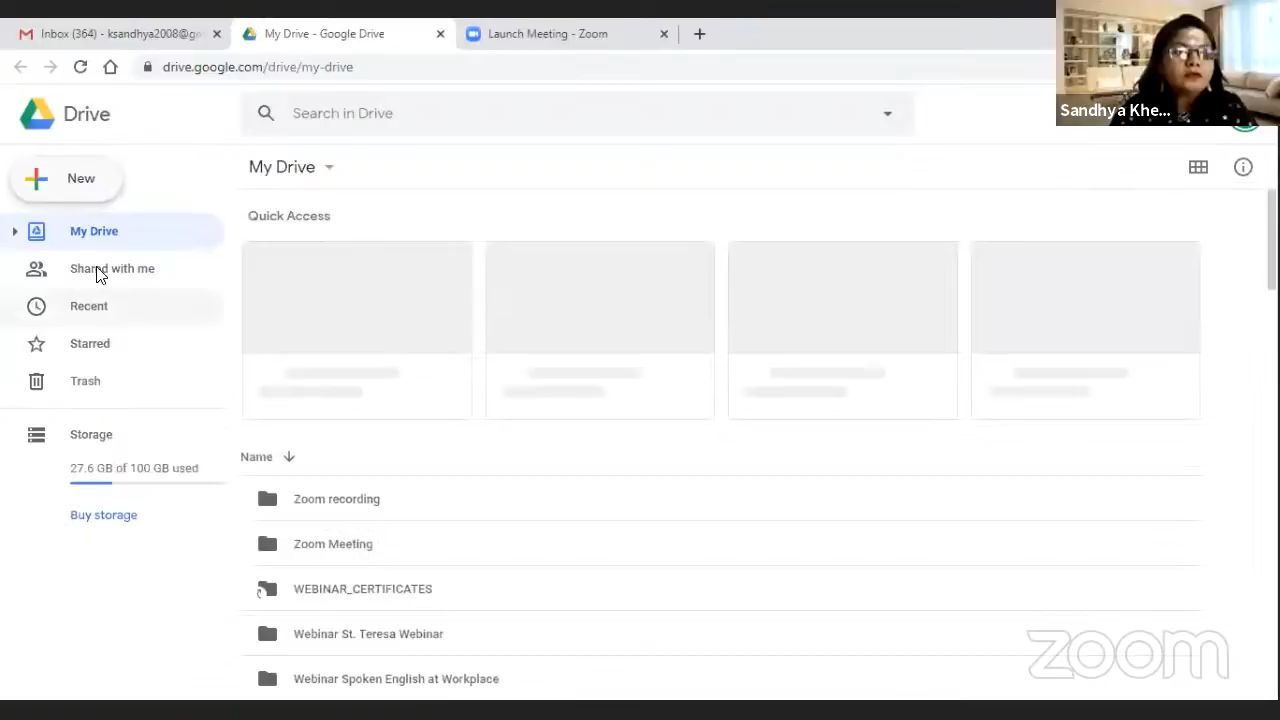 Inbox (364) - ksandhya2008@ge
My Drive - Google Drive
Launch Meeting - Zoom
drive.google.com/drive/my-drive
Sandhya Khe...
Drive
Search in Drive
New
My Drive
Quick Access
My Drive
Shared with me
Recent
Starred
Trash
Storage
27.6 GB of 100 GB used
Buy storage
Name
Zoom recording
Zoom Meeting
WEBINAR_CERTIFICATES
Webinar St. Teresa Webinar
Webinar Spoken English at Workplace
zoom